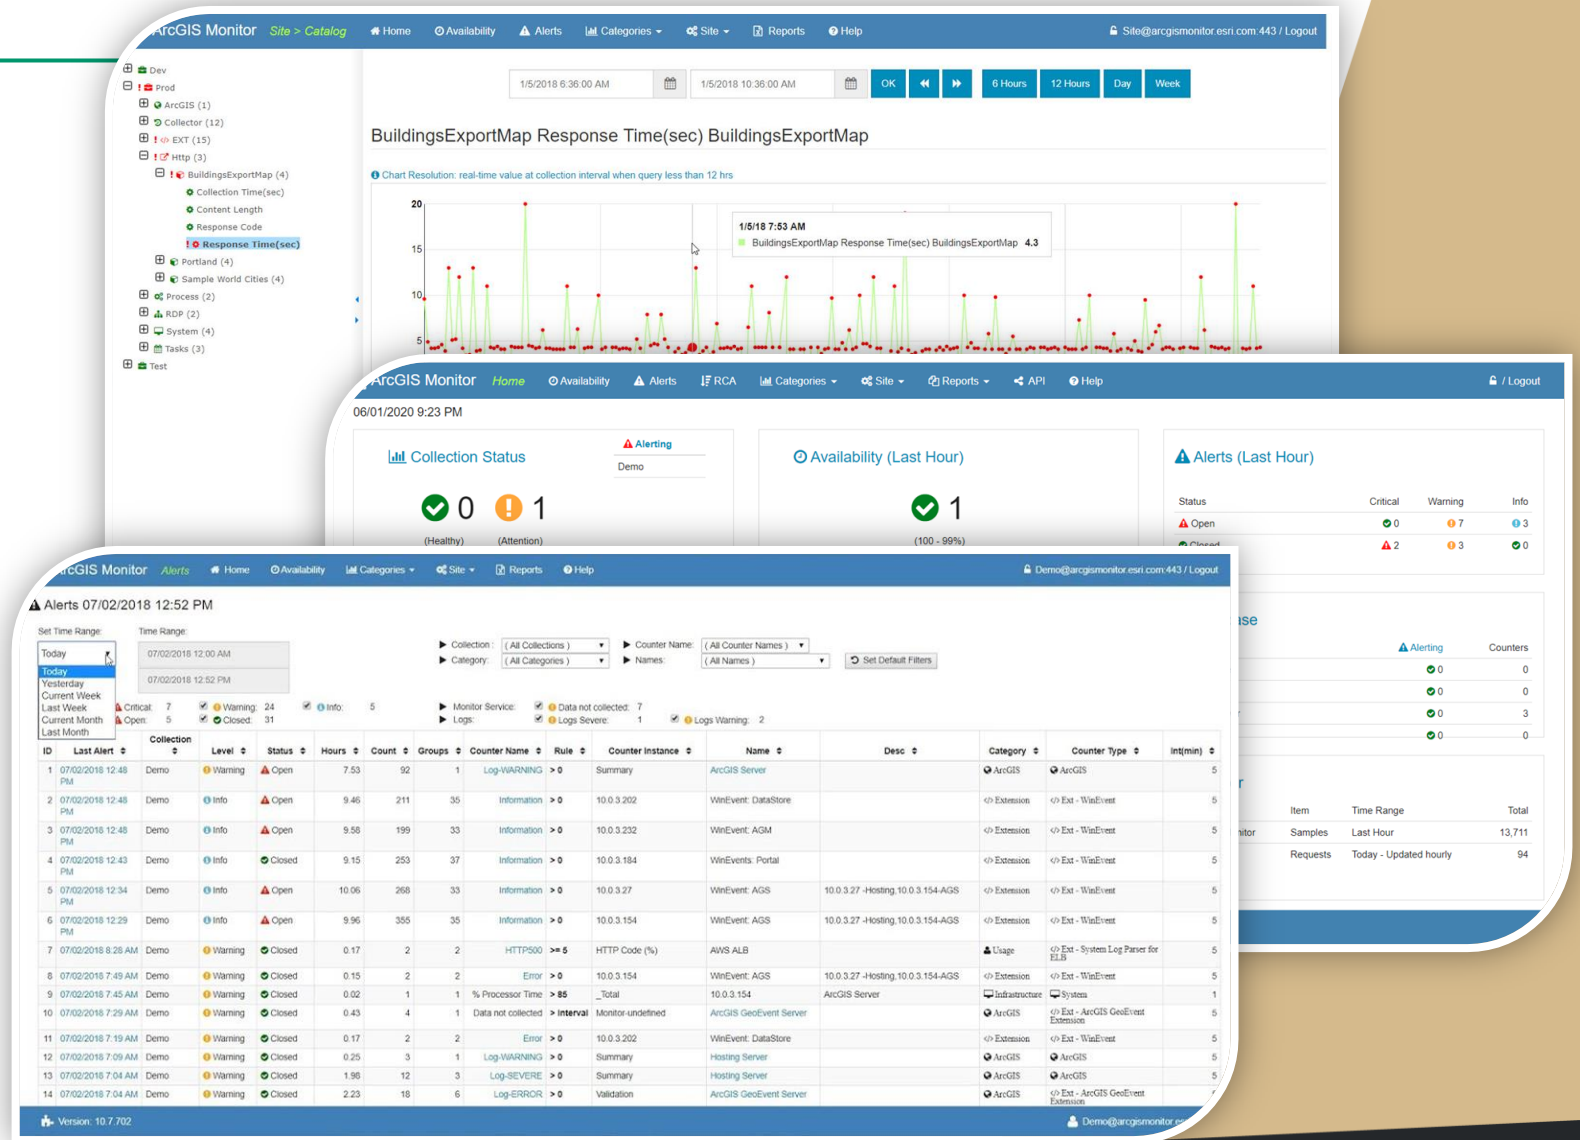 ArcGIS Monitor Site > Catalog Home Availability Alerts Categories Site Reports Help Site@arcgismonitor.esri.com:443 / Logout
Dev
Prod
ArcGIS (1)
Collector (12)
EXT (15)
Http (3)
BuildingsExportMap (4)
Collection Time(sec)
Content Length
Response Code
Response Time(sec)
Portland (4)
Sample World Cities (4)
Process (2)
RDP (2)
System (4)
Tasks (3)
Test
1/5/2018 6:36:00 AM 1/5/2018 10:36:00 AM OK 6 Hours 12 Hours Day Week
BuildingsExportMap Response Time(sec) BuildingsExportMap
Chart Resolution: real-time value at collection interval when query less than 12 hrs
20
15
10
5
1/5/18 7:53 AM
BuildingsExportMap Response Time(sec) BuildingsExportMap 4.3
ArcGIS Monitor Home Availability Alerts RCA Categories Site Reports API Help / Logout
06/01/2020 9:23 PM
Collection Status
Alerting
Demo
0 1
(Healthy) (Attention)
Availability (Last Hour)
1
(100 - 99%)
Alerts (Last Hour)
Status Critical Warning Info
Open 0 7 3
Closed 2 3 0
Alerting Counters
0 0
0 0
0 3
0 0
Item Time Range Total
Samples Last Hour 13,711
Requests Today - Updated hourly 94
ArcGIS Monitor Alerts Home Availability Categories Site Reports Help Demo@arcgismonitor.esri.com:443 / Logout
Alerts 07/02/2018 12:52 PM
Set Time Range: Time Range:
Today 07/02/2018 12:00 AM
07/02/2018 12:52 PM
Today
Yesterday
Current Week
Last Week
Current Month
Last Month
Collection : ( All Collections ) Counter Name: ( All Counter Names )
Category: ( All Categories ) Names: ( All Names ) Set Default Filters
Critical: 7 Warning: 24 Info: 5 Monitor Service: Data not collected: 7
Open: 5 Closed: 31 Logs: Logs Severe: 1 Logs Warning: 2
ID Last Alert Collection Level Status Hours Count Groups Counter Name Rule Counter Instance Name Desc Category Counter Type Int(min)
1 07/02/2018 12:48 PM Demo Warning Open 7.53 92 1 Log-WARNING > 0 Summary ArcGIS Server ArcGIS ArcGIS 5
2 07/02/2018 12:48 PM Demo Info Open 9.46 211 35 Information > 0 10.0.3.202 WinEvent: DataStore Extension Ext - WinEvent 5
3 07/02/2018 12:48 PM Demo Info Open 9.58 199 33 Information > 0 10.0.3.232 WinEvent: AGM Extension Ext - WinEvent 5
4 07/02/2018 12:43 PM Demo Info Closed 9.15 253 37 Information > 0 10.0.3.184 WinEvents: Portal Extension Ext - WinEvent 5
5 07/02/2018 12:34 PM Demo Info Open 10.06 268 33 Information > 0 10.0.3.27 WinEvent: AGS 10.0.3.27 -Hosting,10.0.3.154-AGS Extension Ext - WinEvent 5
6 07/02/2018 12:29 PM Demo Info Open 9.96 355 35 Information > 0 10.0.3.154 WinEvent: AGS 10.0.3.27 -Hosting,10.0.3.154-AGS Extension Ext - WinEvent 5
7 07/02/2018 8:28 AM Demo Warning Closed 0.17 2 2 HTTP500 >= 5 HTTP Code (%) AWS ALB Usage Ext - System Log Parser for ELB 5
8 07/02/2018 7:49 AM Demo Warning Closed 0.15 2 2 Error > 0 10.0.3.154 WinEvent: AGS 10.0.3.27 -Hosting,10.0.3.154-AGS Extension Ext - WinEvent 5
9 07/02/2018 7:45 AM Demo Warning Closed 0.02 1 1 % Processor Time > 85 _Total 10.0.3.154 ArcGIS Server Infrastructure System 1
10 07/02/2018 7:29 AM Demo Warning Closed 0.43 4 1 Data not collected > Interval Monitor-undefined ArcGIS GeoEvent Server ArcGIS Ext - ArcGIS GeoEvent Extension 5
11 07/02/2018 7:19 AM Demo Warning Closed 0.17 2 2 Error > 0 10.0.3.202 WinEvent: DataStore Extension Ext - WinEvent 5
12 07/02/2018 7:09 AM Demo Warning Closed 0.25 3 1 Log-WARNING > 0 Summary Hosting Server ArcGIS ArcGIS 5
13 07/02/2018 7:04 AM Demo Warning Closed 1.98 12 3 Log-SEVERE > 0 Summary Hosting Server ArcGIS ArcGIS 5
14 07/02/2018 7:04 AM Demo Warning Closed 2.23 18 6 Log-ERROR > 0 Validation ArcGIS GeoEvent Server ArcGIS Ext - ArcGIS GeoEvent Extension
Version: 10.7.702 Demo@arcgismonitor.es